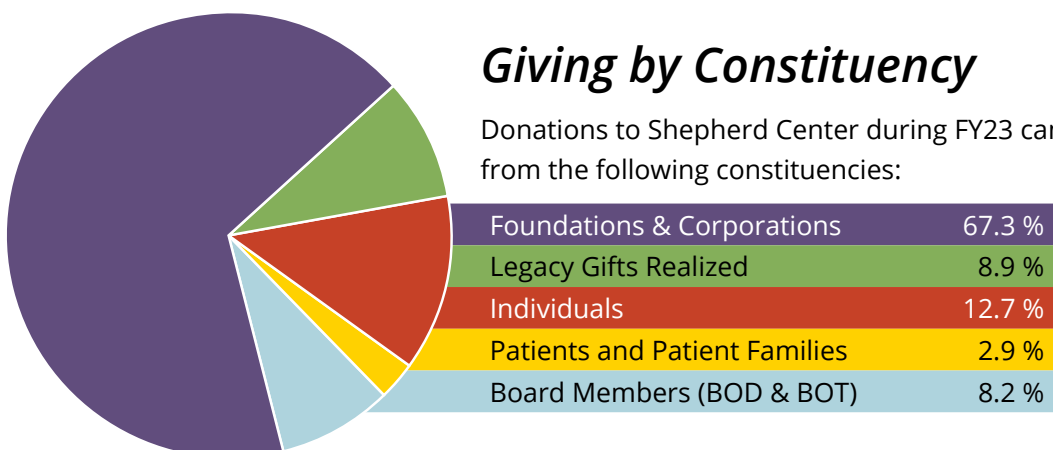 Giving by Constituency
Donations to Shepherd Center during FY23
from the following constituencies:
Foundations & Corporations 67.3 %
Legacy Gifts Realized 8.9 %
Individuals 12.7 %
Patients and Patient Families 2.9 %
Board Members (BOD & BOT) 8.2 %